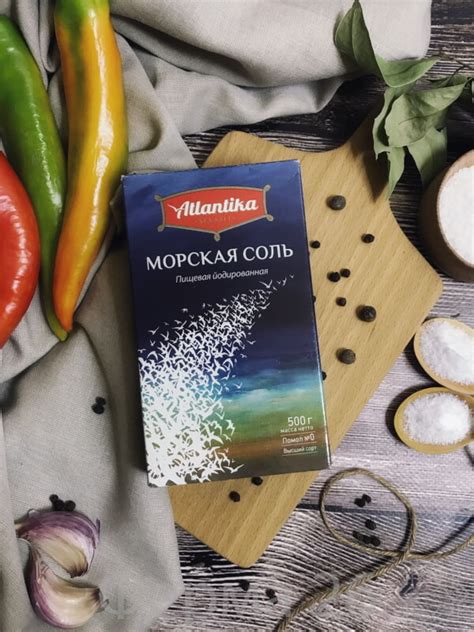 Atlantika
МОРСКАЯ СОЛЬ
Пищевая йодированная
500 г
масса нетто
Помол №0
Высший сорт